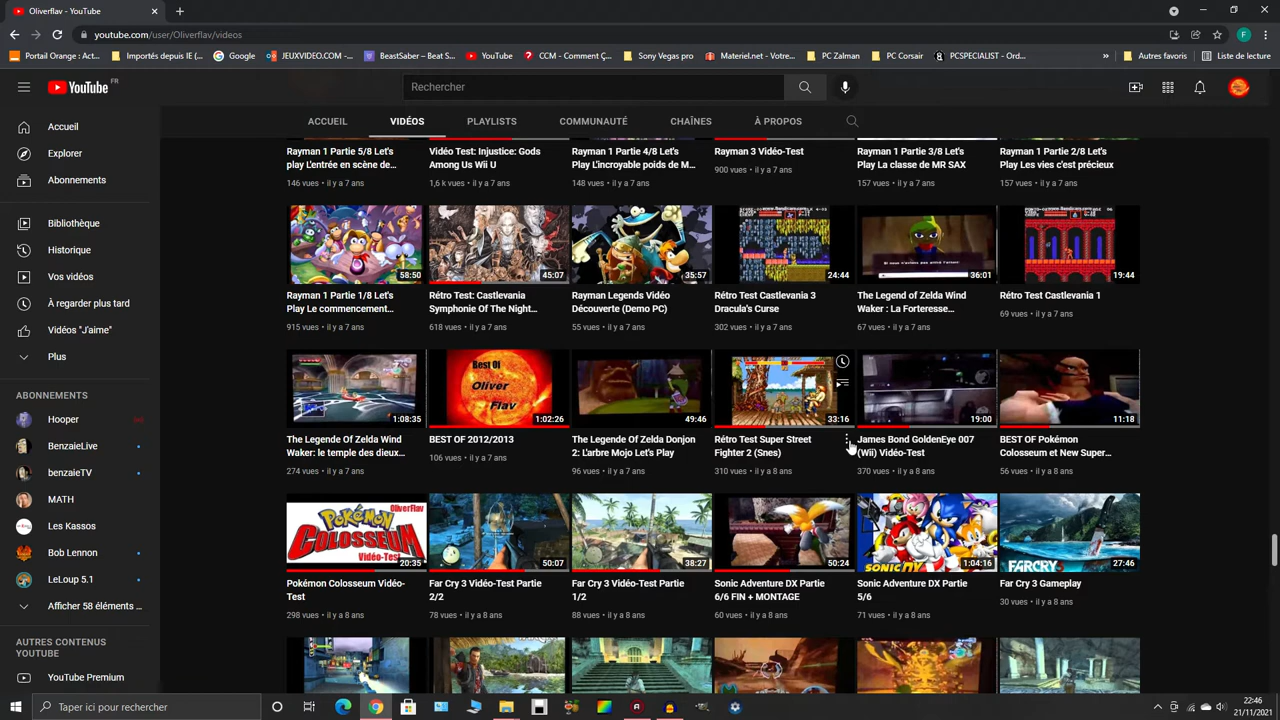 Oliverflav - YouTube
youtube.com/user/Oliverflav/videos
F
Portail Orange : Act...
Importés depuis IE (...
Google
JEUXVIDEO.COM -...
BeatSaber – Beat S...
YouTube
CCM - Comment Ç...
Sony Vegas pro
Materiel.net - Votre...
PC Zalman
PC Corsair
PCSPECIALIST - Ord...
»
Autres favoris
Liste de lecture
YouTube FR
Rechercher
ACCUEIL VIDÉOS PLAYLISTS COMMUNAUTÉ CHAÎNES À PROPOS
Accueil
Explorer
Abonnements
Bibliothèque
Historique
Vos vidéos
À regarder plus tard
Vidéos "J'aime"
Plus
ABONNEMENTS
Hooper
BenzaieLive
benzaieTV
MATH
Les Kassos
Bob Lennon
LeLoup 5.1
Afficher 58 éléments ...
AUTRES CONTENUS
YOUTUBE
YouTube Premium
Rayman 1 Partie 5/8 Let's
play L'entrée en scène de...
146 vues • il y a 7 ans
Vidéo Test: Injustice: Gods
Among Us Wii U
1,6 k vues • il y a 7 ans
Rayman 1 Partie 4/8 Let's
Play L'incroyable poids de M...
148 vues • il y a 7 ans
Rayman 3 Vidéo-Test
900 vues • il y a 7 ans
Rayman 1 Partie 3/8 Let's
Play La classe de MR SAX
157 vues • il y a 7 ans
Rayman 1 Partie 2/8 Let's
Play Les vies c'est précieux
157 vues • il y a 7 ans
58:50
Rayman 1 Partie 1/8 Let's
Play Le commencement...
915 vues • il y a 7 ans
45:07
Rétro Test: Castlevania
Symphonie Of The Night...
618 vues • il y a 7 ans
35:57
Rayman Legends Vidéo
Découverte (Demo PC)
55 vues • il y a 7 ans
24:44
Rétro Test Castlevania 3
Dracula's Curse
302 vues • il y a 7 ans
36:01
The Legend of Zelda Wind
Waker : La Forteresse...
67 vues • il y a 7 ans
19:44
Rétro Test Castlevania 1
69 vues • il y a 7 ans
1:08:35
The Legende Of Zelda Wind
Waker: le temple des dieux...
274 vues • il y a 7 ans
Best Of
Oliver
Flav
1:02:26
BEST OF 2012/2013
106 vues • il y a 7 ans
49:46
The Legende Of Zelda Donjon
2: L'arbre Mojo Let's Play
96 vues • il y a 7 ans
33:16
Rétro Test Super Street
Fighter 2 (Snes)
310 vues • il y a 8 ans
19:00
James Bond GoldenEye 007
(Wii) Vidéo-Test
370 vues • il y a 8 ans
11:18
BEST OF Pokémon
Colosseum et New Super...
56 vues • il y a 8 ans
OliverFlav
POKéMON
COLOSSEUM
Vidéo-Test
20:35
Pokémon Colosseum Vidéo-
Test
298 vues • il y a 8 ans
50:07
Far Cry 3 Vidéo-Test Partie
2/2
78 vues • il y a 8 ans
38:27
Far Cry 3 Vidéo-Test Partie
1/2
88 vues • il y a 8 ans
50:24
Sonic Adventure DX Partie
6/6 FIN + MONTAGE
60 vues • il y a 8 ans
1:04:16
Sonic Adventure DX Partie
5/6
71 vues • il y a 8 ans
27:46
Far Cry 3 Gameplay
30 vues • il y a 8 ans
Taper ici pour rechercher
22:46
21/11/2021